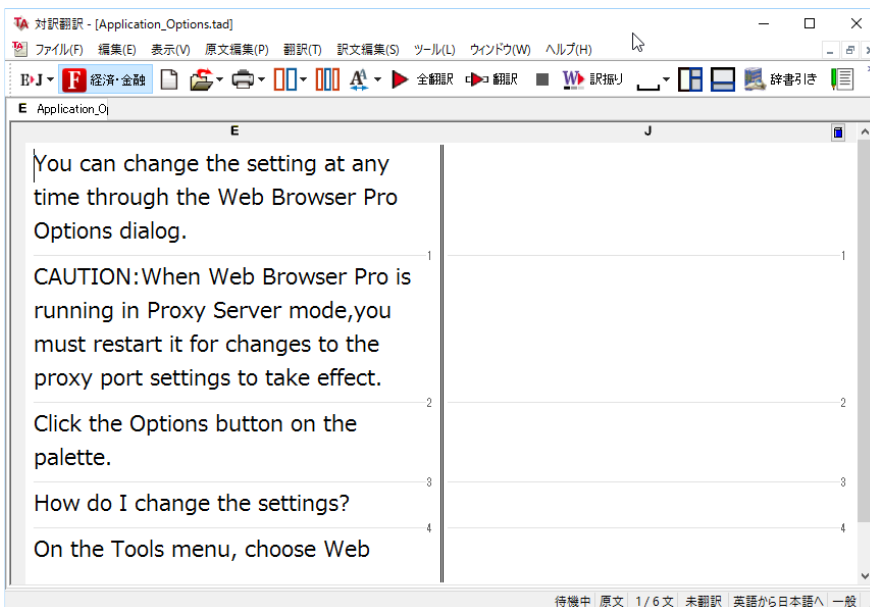 対訳翻訳 - [Application_Options.tad]
ファイル(F) 編集(E) 表示(V) 原文編集(P) 翻訳(T) 訳文編集(S) ツール(L) ウィンドウ(W) ヘルプ(H)
E▸J F 経済・金融 全翻訳 翻訳 W 訳振り 辞書引き
E Application_O
E J
You can change the setting at any
time through the Web Browser Pro
Options dialog.
1 1
CAUTION:When Web Browser Pro is
running in Proxy Server mode,you
must restart it for changes to the
proxy port settings to take effect.
2 2
Click the Options button on the
palette.
3 3
How do I change the settings?
4 4
On the Tools menu, choose Web
待機中 原文 1/6文 未翻訳 英語から日本語へ 一般